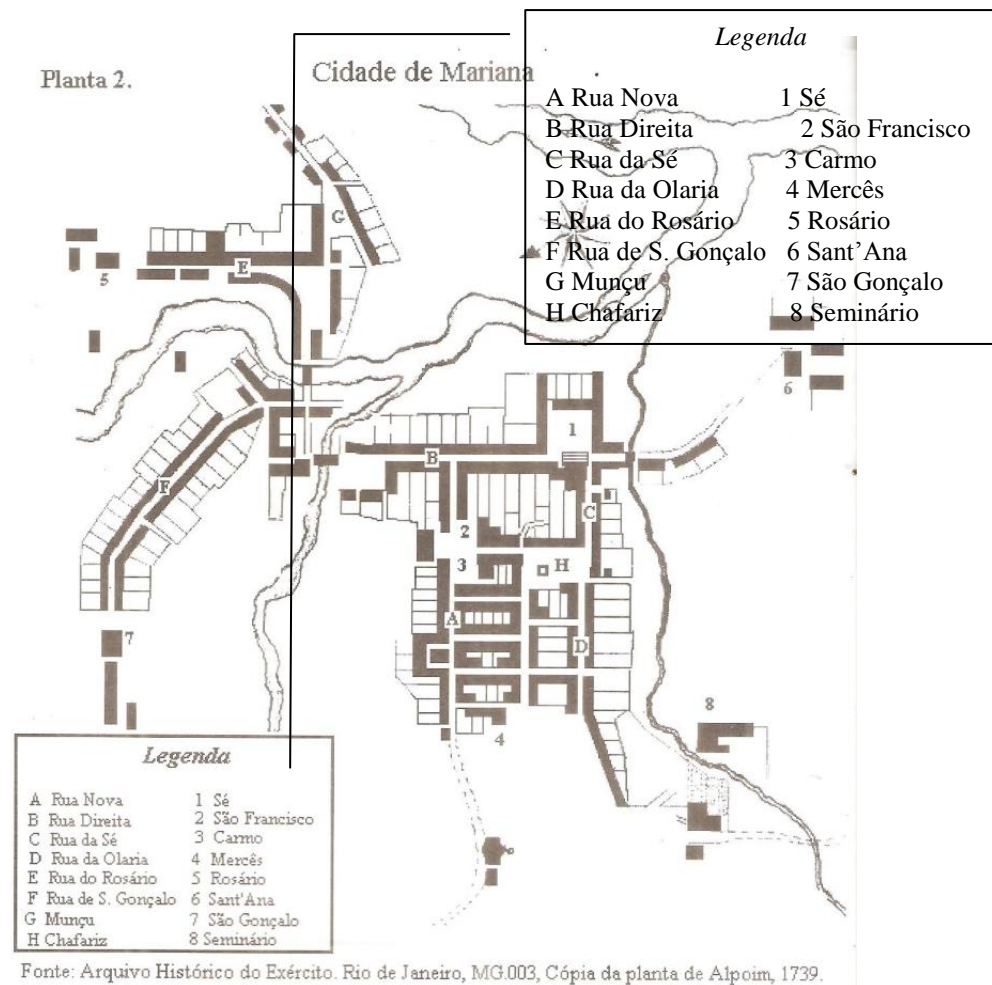 Legenda
Planta 2.
Cidade de Mariana
A Rua Nova 1 Sé
B Rua Direita 2 São Francisco
C Rua da Sé 3 Carmo
D Rua da Olaria 4 Mercês
E Rua do Rosário 5 Rosário
F Rua de S. Gonçalo 6 Sant’Ana
G Munçu 7 São Gonçalo
H Chafariz 8 Seminário
G
E
5
6
1
B
F
C
2
3
H
A
7
D
8
4
Legenda
A Rua Nova 1 Sé
B Rua Direita 2 São Francisco
C Rua da Sé 3 Carmo
D Rua da Olaria 4 Mercês
E Rua do Rosário 5 Rosário
F Rua de S. Gonçalo 6 Sant'Ana
G Munçu 7 São Gonçalo
H Chafariz 8 Seminário
Fonte: Arquivo Histórico do Exército. Rio de Janeiro, MG.003, Cópia da planta de Alpoim, 1739.